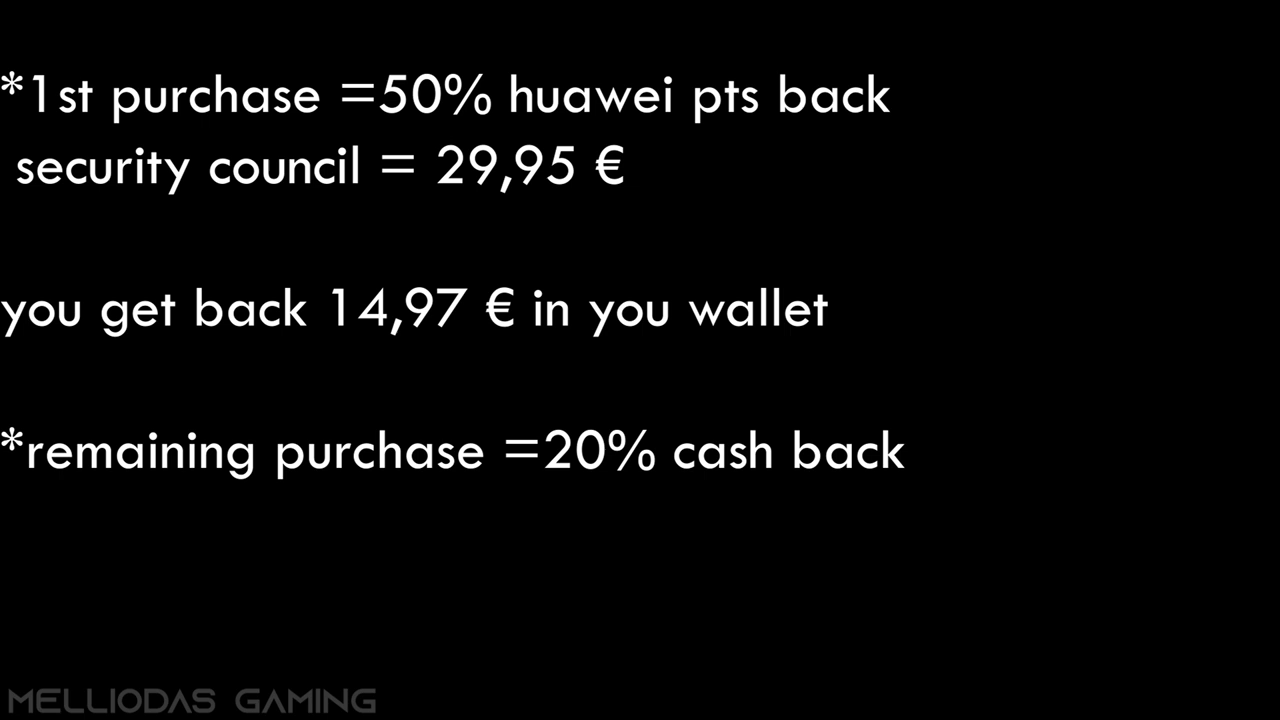 *1st purchase =50% huawei pts back
security council = 29,95 €
you get back 14,97 € in you wallet
*remaining purchase =20% cash back
MELLIODAS GAMING